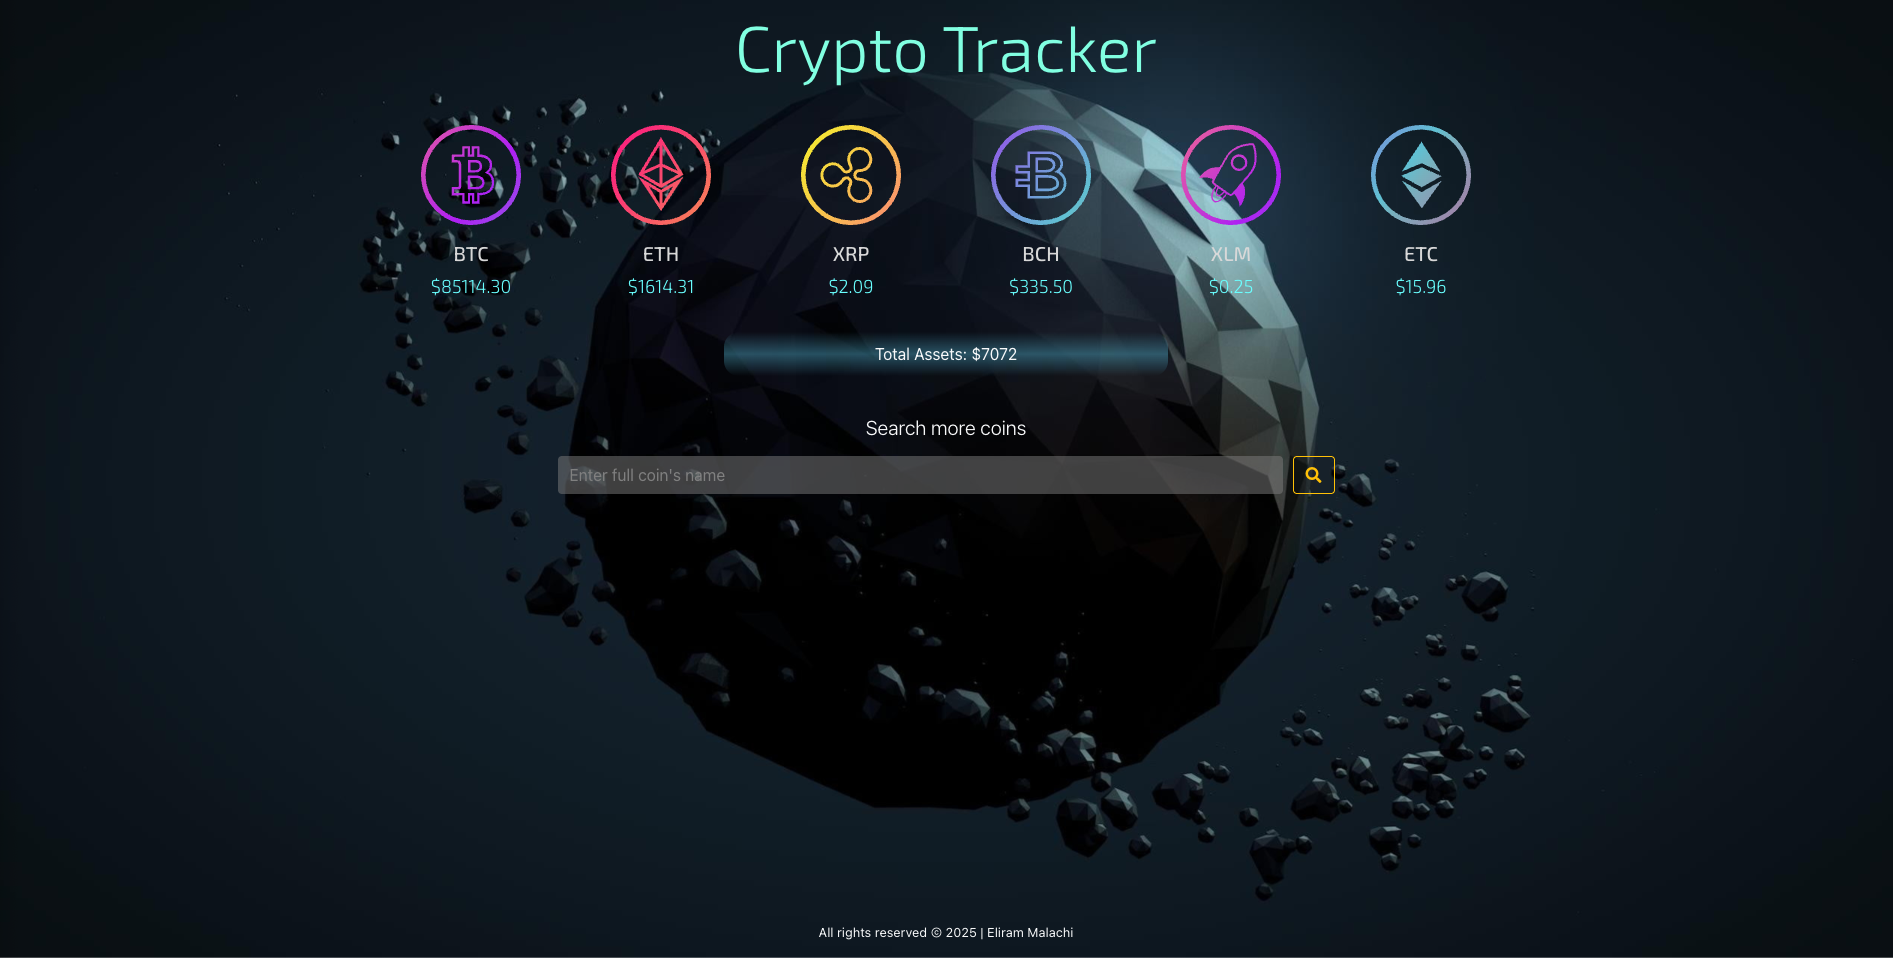 Crypto Tracker
BTC ETH XRP BCH XLM ETC
$85114.30 $1614.31 $2.09 $335.50 $0.25 $15.96
Total Assets: $7072
Search more coins
Enter full coin's name
All rights reserved © 2025 | Eliram Malachi